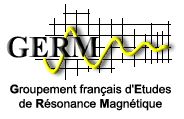 GERM
Groupement français d'Etudes
de Résonance Magnétique